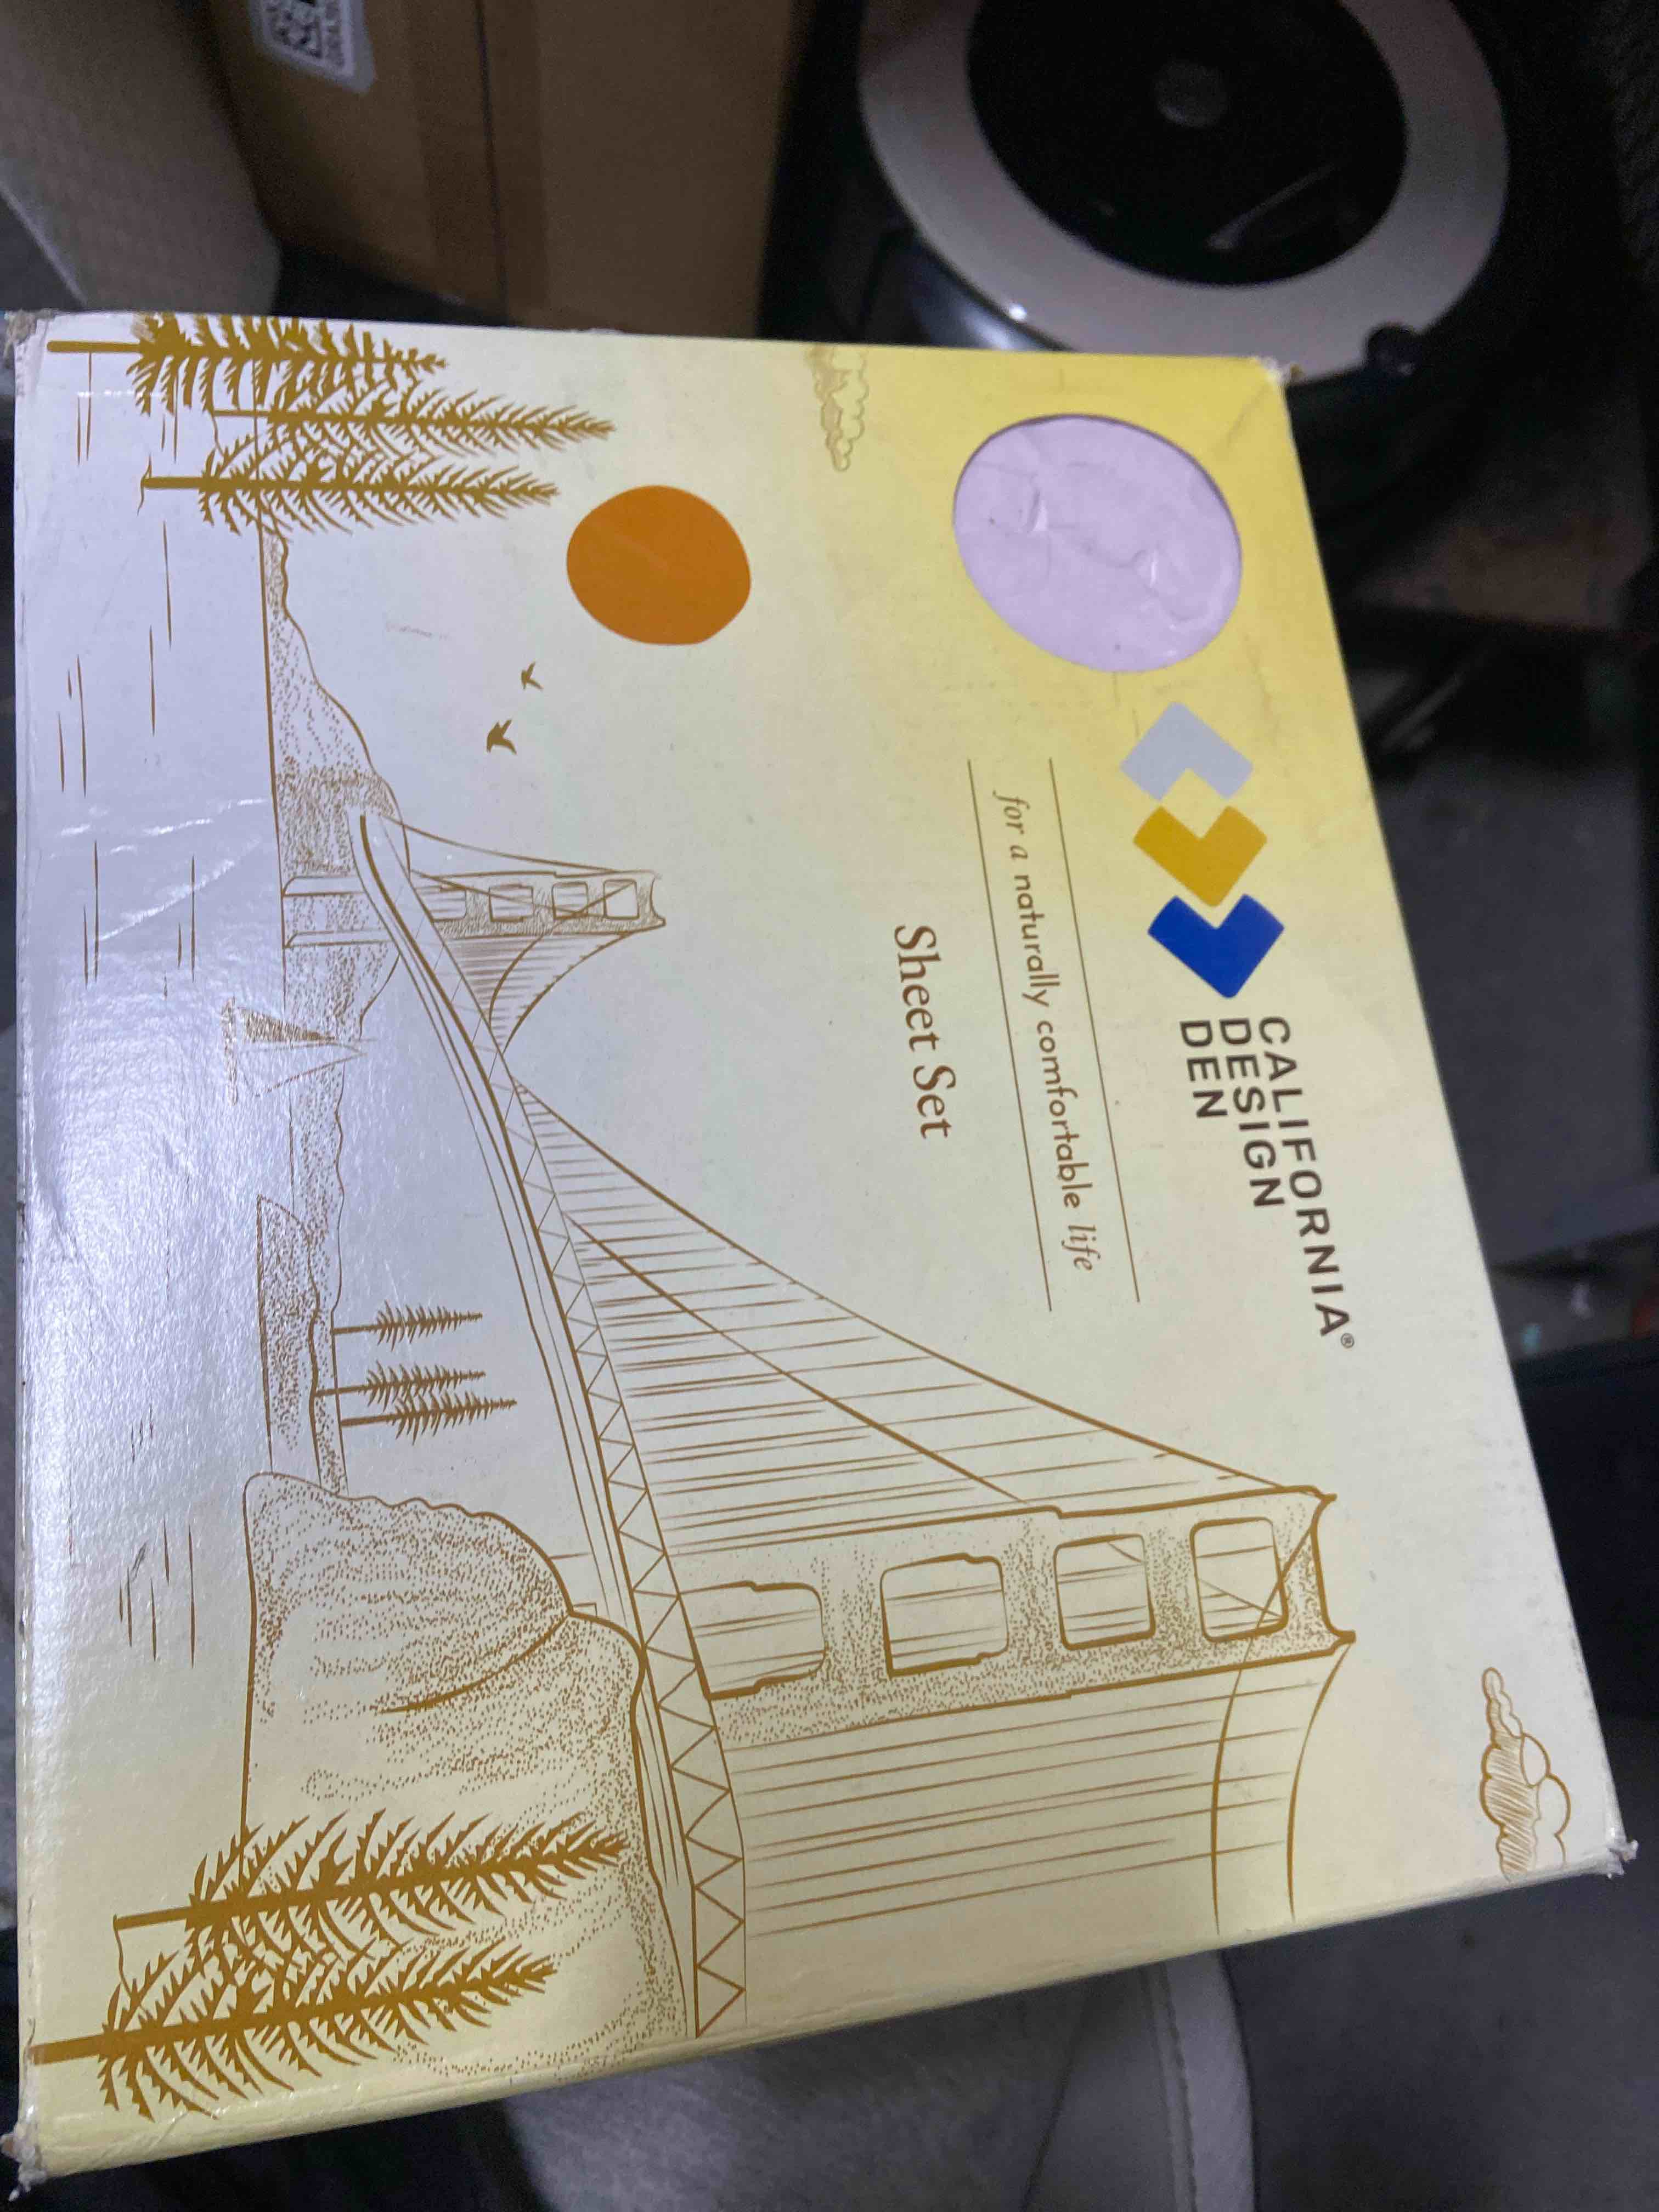 CALIFORNIA®
DESIGN
DEN
for a naturally comfortable life
Sheet Set